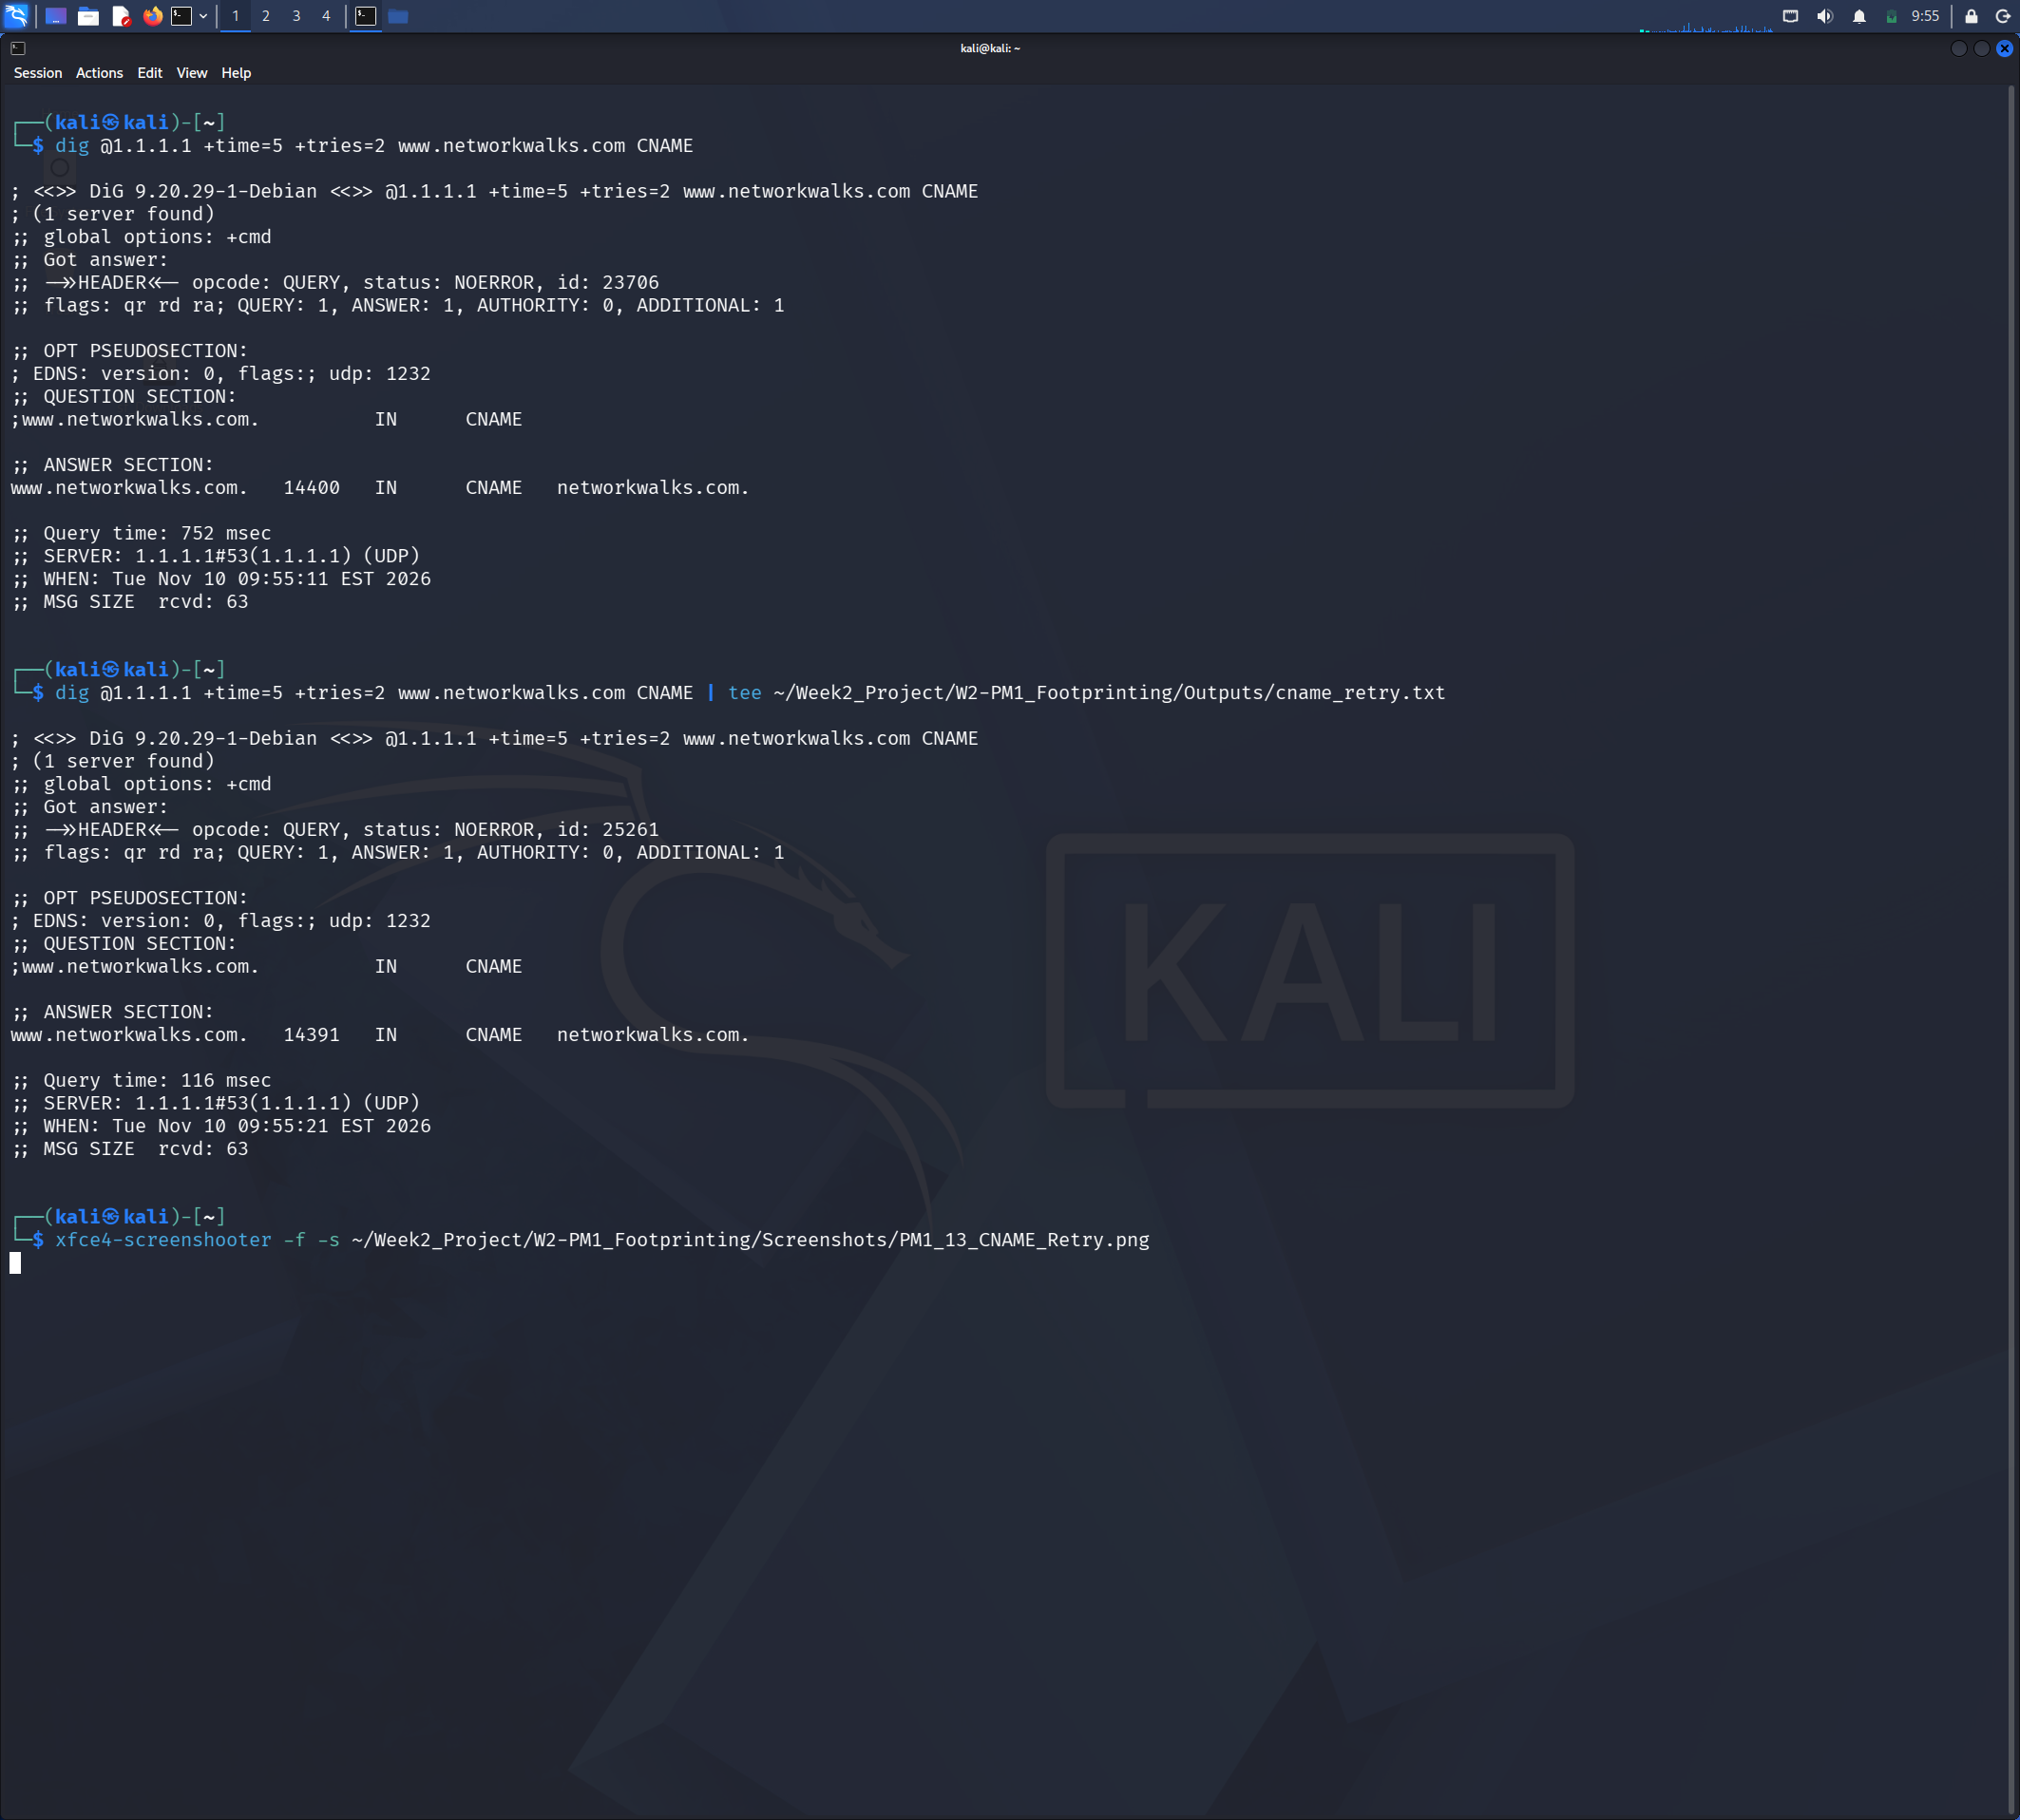 1 2 3 4 9:55
kali@kali: ~
Session Actions Edit View Help
┌──(kali㉿kali)-[~]
└─$ dig @1.1.1.1 +time=5 +tries=2 www.networkwalks.com CNAME
; <<>> DiG 9.20.29-1-Debian <<>> @1.1.1.1 +time=5 +tries=2 www.networkwalks.com CNAME
; (1 server found)
;; global options: +cmd
;; Got answer:
;; ->>HEADER<<- opcode: QUERY, status: NOERROR, id: 23706
;; flags: qr rd ra; QUERY: 1, ANSWER: 1, AUTHORITY: 0, ADDITIONAL: 1
;; OPT PSEUDOSECTION:
; EDNS: version: 0, flags:; udp: 1232
;; QUESTION SECTION:
;www.networkwalks.com. IN CNAME
;; ANSWER SECTION:
www.networkwalks.com. 14400 IN CNAME networkwalks.com.
;; Query time: 752 msec
;; SERVER: 1.1.1.1#53(1.1.1.1) (UDP)
;; WHEN: Tue Nov 10 09:55:11 EST 2026
;; MSG SIZE rcvd: 63
┌──(kali㉿kali)-[~]
└─$ dig @1.1.1.1 +time=5 +tries=2 www.networkwalks.com CNAME | tee ~/Week2_Project/W2-PM1_Footprinting/Outputs/cname_retry.txt
; <<>> DiG 9.20.29-1-Debian <<>> @1.1.1.1 +time=5 +tries=2 www.networkwalks.com CNAME
; (1 server found)
;; global options: +cmd
;; Got answer:
;; ->>HEADER<<- opcode: QUERY, status: NOERROR, id: 25261
;; flags: qr rd ra; QUERY: 1, ANSWER: 1, AUTHORITY: 0, ADDITIONAL: 1
;; OPT PSEUDOSECTION:
; EDNS: version: 0, flags:; udp: 1232
;; QUESTION SECTION:
;www.networkwalks.com. IN CNAME
;; ANSWER SECTION:
www.networkwalks.com. 14391 IN CNAME networkwalks.com.
;; Query time: 116 msec
;; SERVER: 1.1.1.1#53(1.1.1.1) (UDP)
;; WHEN: Tue Nov 10 09:55:21 EST 2026
;; MSG SIZE rcvd: 63
┌──(kali㉿kali)-[~]
└─$ xfce4-screenshooter -f -s ~/Week2_Project/W2-PM1_Footprinting/Screenshots/PM1_13_CNAME_Retry.png
KALI